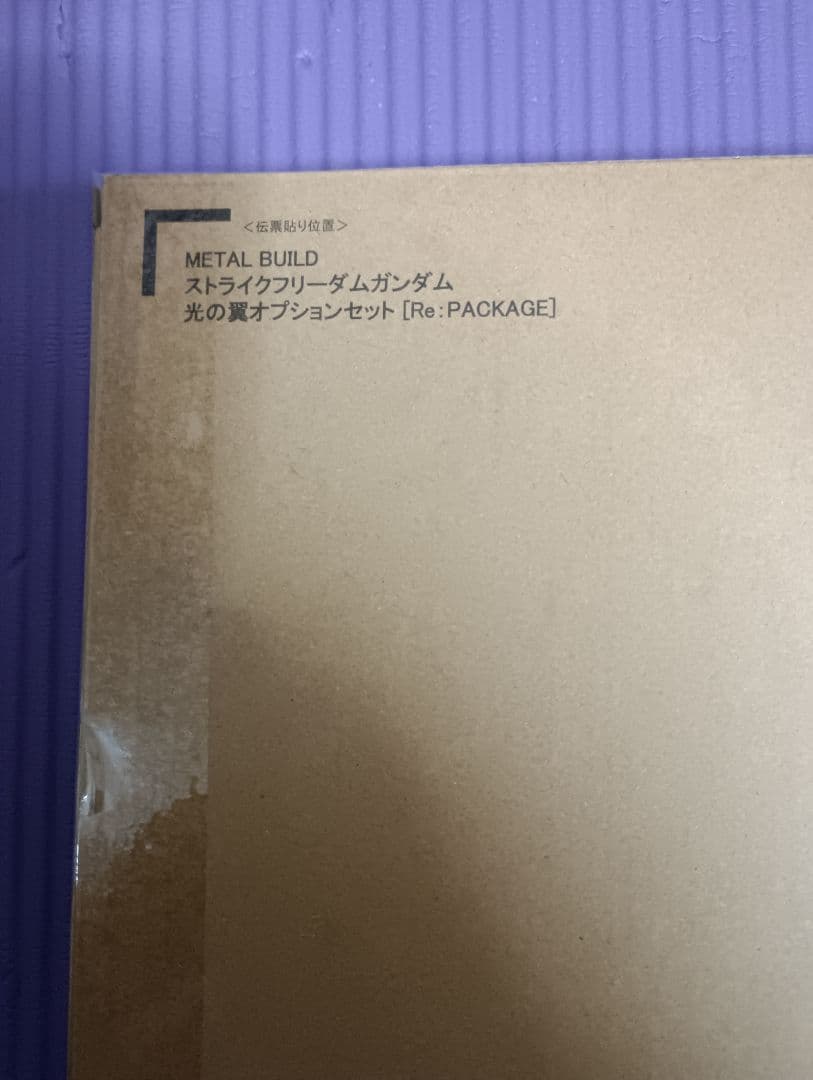 <伝票貼り位置>
METAL BUILD
ストライクフリーダムガンダム
光の翼オプションセット [Re:PACKAGE]